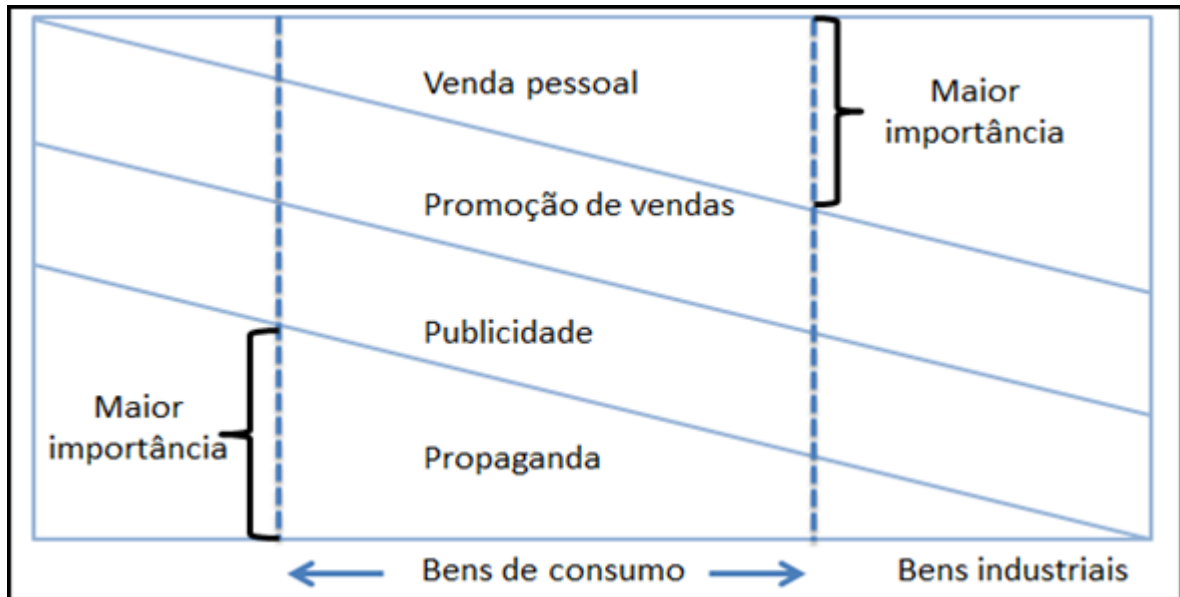 Venda pessoal
Maior
importância
Promoção de vendas
Publicidade
Maior
importância
Propaganda
Bens de consumo
Bens industriais